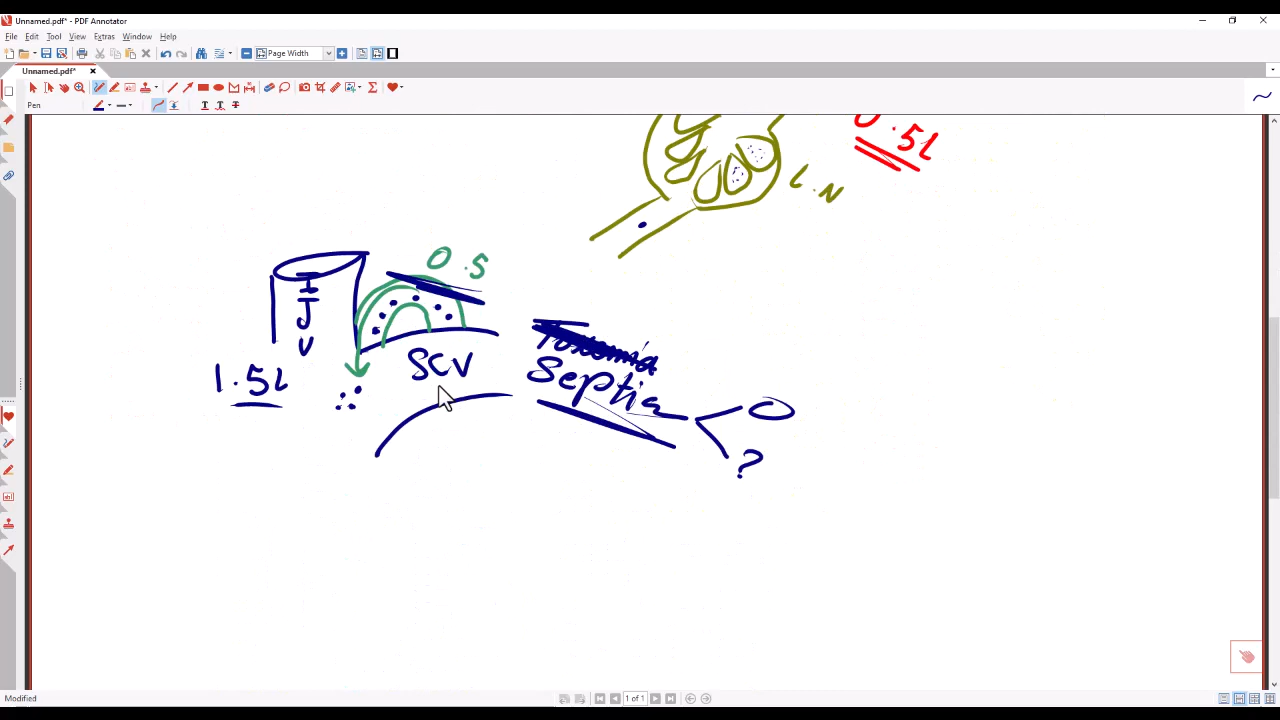 Unnamed.pdf* - PDF Annotator
File Edit Tool View Extras Window Help
Page Width
Unnamed.pdf*
Pen
0.5L
L.N
0.5
IJV
SCV
1.5L
Toxemia
Septic
O
?
Modified
1 of 1